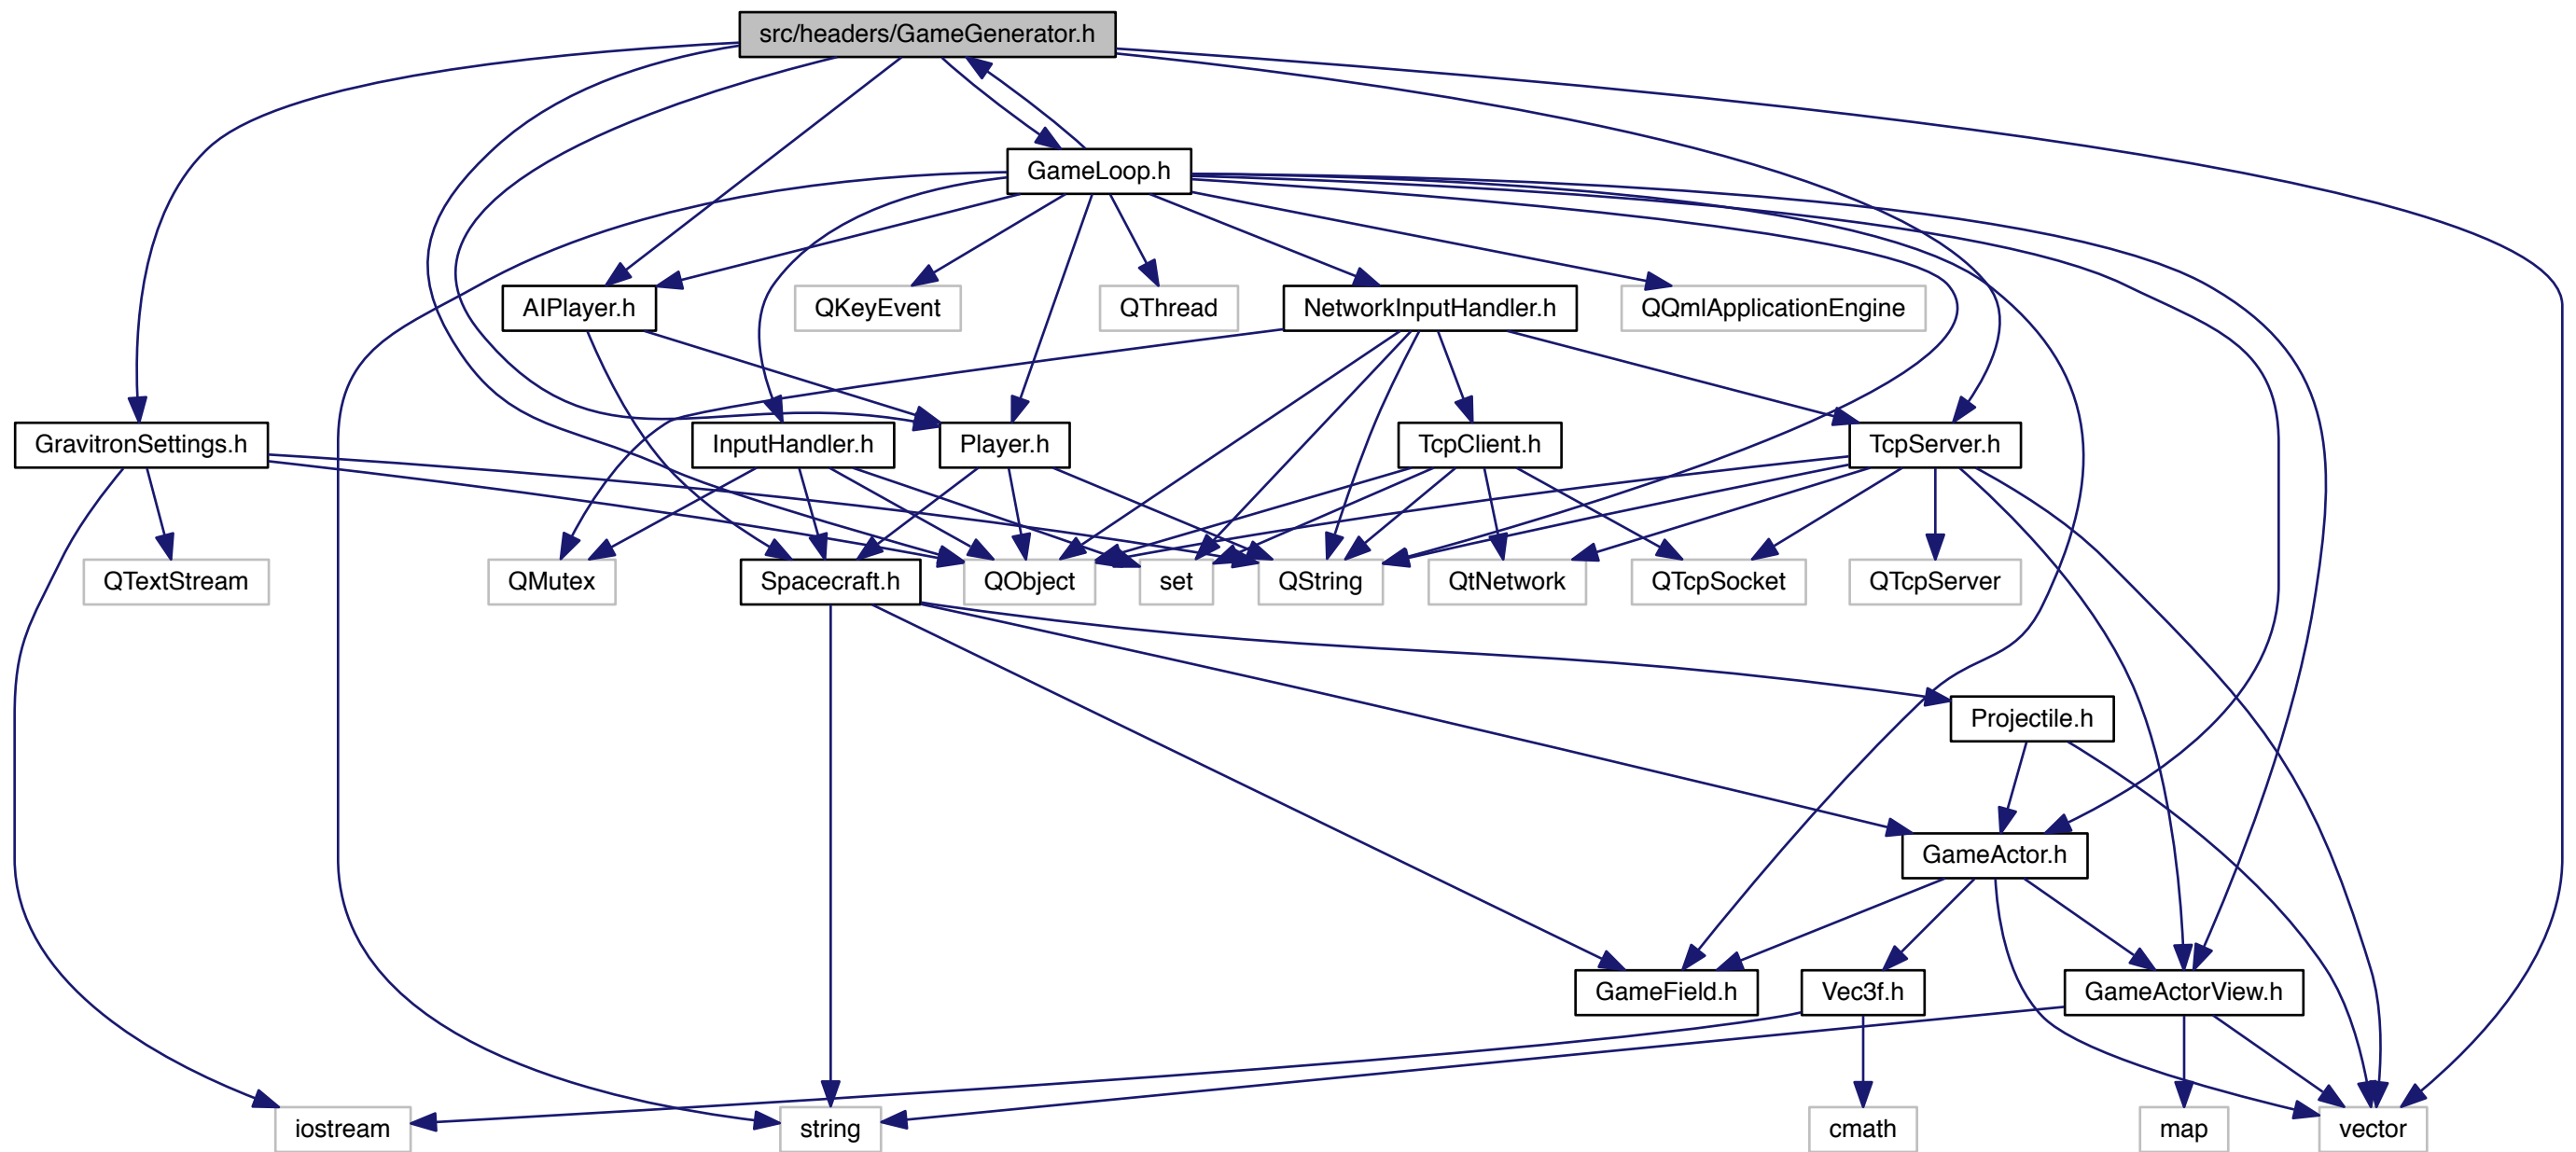 src/headers/GameGenerator.h
GameLoop.h
AIPlayer.h
QKeyEvent
QThread
NetworkInputHandler.h
QQmlApplicationEngine
GravitronSettings.h
InputHandler.h
Player.h
TcpClient.h
TcpServer.h
QTextStream
QMutex
Spacecraft.h
QObject
set
QString
QtNetwork
QTcpSocket
QTcpServer
Projectile.h
GameActor.h
GameField.h
Vec3f.h
GameActorView.h
iostream
string
cmath
map
vector